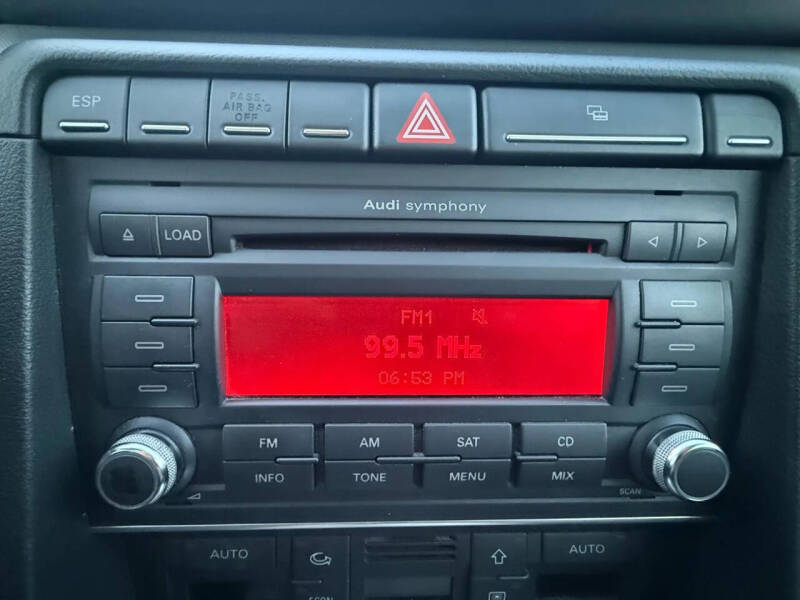 ESP
PASS.
AIR BAG
OFF
Audi symphony
LOAD
FM1
99.5 MHz
06:53 PM
FM AM SAT CD
INFO TONE MENU MIX
SCAN
AUTO AUTO
ECON